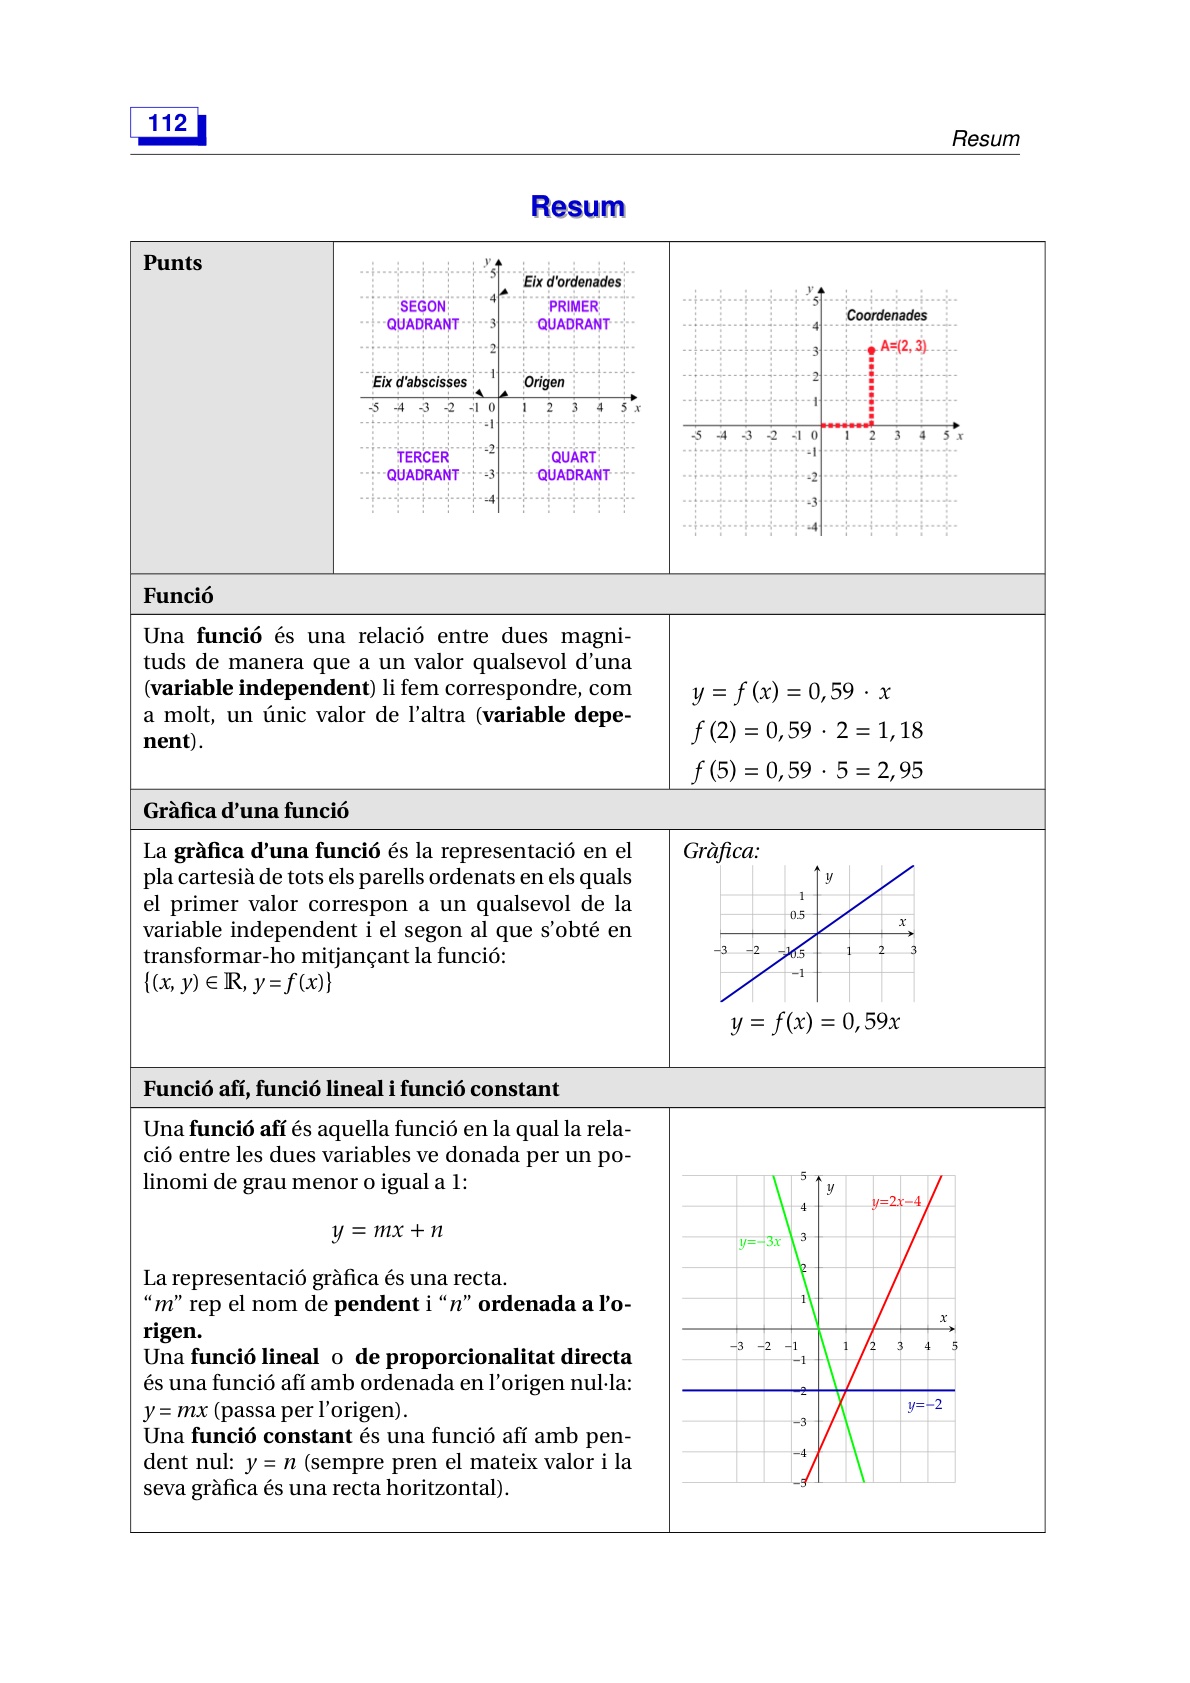 112
Resum
Resum
Punts
y
5
Eix d'ordenades
4
SEGON
QUADRANT
PRIMER
QUADRANT
3
2
1
Eix d'abscisses
Origen
-5 -4 -3 -2 -1 0 1 2 3 4 5 x
-1
-2
TERCER
QUADRANT
QUART
QUADRANT
-3
-4
y
5
Coordenades
4
A=(2, 3)
3
2
1
-5 -4 -3 -2 -1 0 1 2 3 4 5 x
-1
-2
-3
-4
Funció
Una funció és una relació entre dues magni-
tuds de manera que a un valor qualsevol d’una
(variable independent) li fem correspondre, com
a molt, un únic valor de l’altra (variable depe-
nent).
y = f (x) = 0, 59 · x
f (2) = 0, 59 · 2 = 1, 18
f (5) = 0, 59 · 5 = 2, 95
Gràfica d’una funció
La gràfica d’una funció és la representació en el
pla cartesià de tots els parells ordenats en els quals
el primer valor correspon a un qualsevol de la
variable independent i el segon al que s’obté en
transformar-ho mitjançant la funció:
{(x, y) ∈ ℝ, y = f (x)}
Gràfica:
y
1
0.5
x
−3 −2 −1 1 2 3
−0.5
−1
y = f(x) = 0, 59x
Funció afí, funció lineal i funció constant
Una funció afí és aquella funció en la qual la rela-
ció entre les dues variables ve donada per un po-
linomi de grau menor o igual a 1:
y = mx + n
La representació gràfica és una recta.
“m” rep el nom de pendent i “n” ordenada a l’o-
rigen.
Una funció lineal o de proporcionalitat directa
és una funció afí amb ordenada en l’origen nul·la:
y = mx (passa per l’origen).
Una funció constant és una funció afí amb pen-
dent nul: y = n (sempre pren el mateix valor i la
seva gràfica és una recta horitzontal).
5
y
y=2x−4
4
y=−3x
3
2
1
x
−3 −2 −1 1 2 3 4 5
−1
−2
y=−2
−3
−4
−5